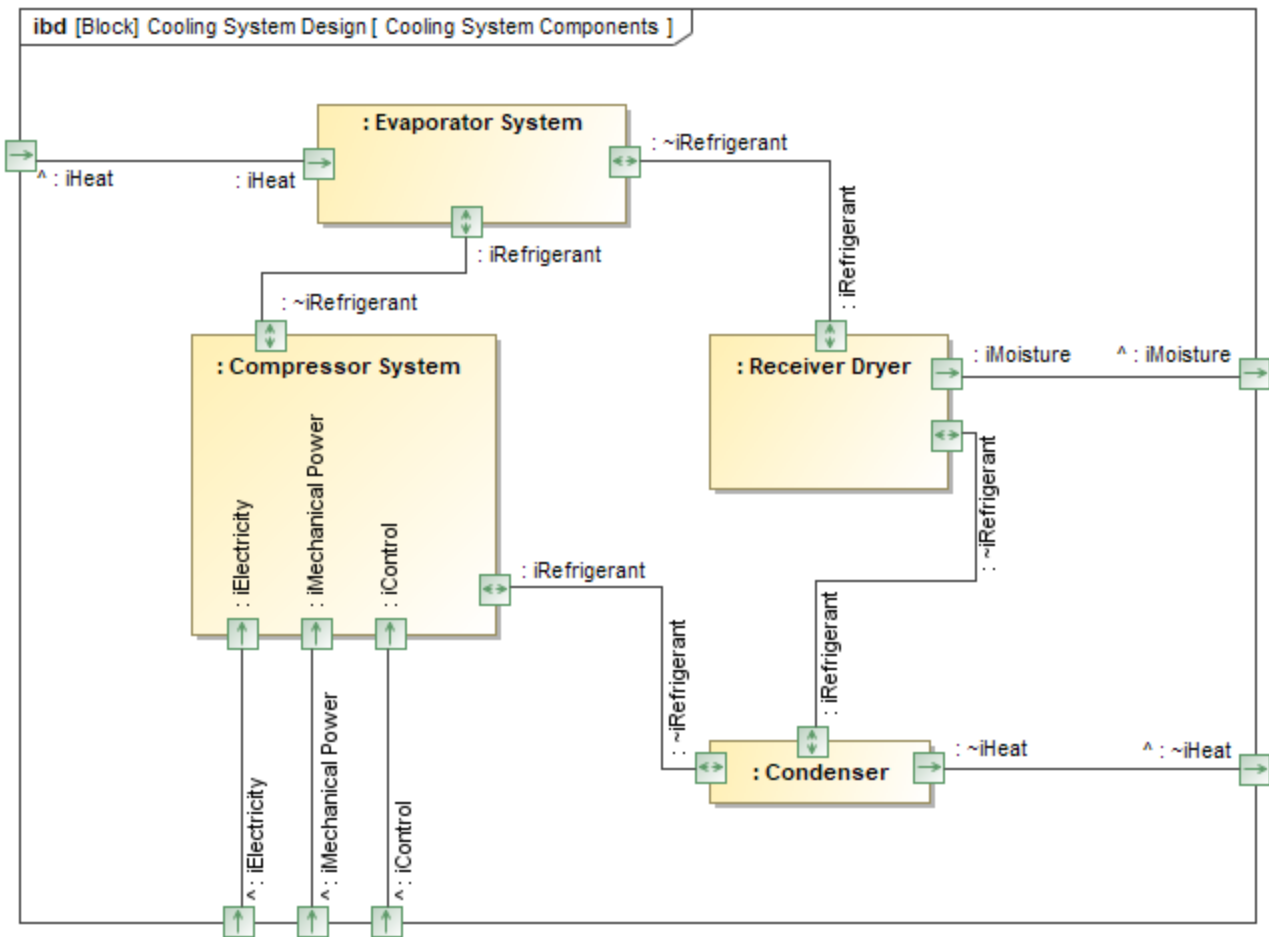 ibd [Block] Cooling System Design [ Cooling System Components ]
: Evaporator System
: ~iRefrigerant
^ : iHeat
: iHeat
: iRefrigerant
: iRefrigerant
: ~iRefrigerant
: Compressor System
: Receiver Dryer
: iMoisture
^ : iMoisture
: iElectricity
: iMechanical Power
: iControl
: ~iRefrigerant
: iRefrigerant
: ~iRefrigerant
: iRefrigerant
: Condenser
: ~iHeat
^ : ~iHeat
^ : iElectricity
^ : iMechanical Power
^ : iControl